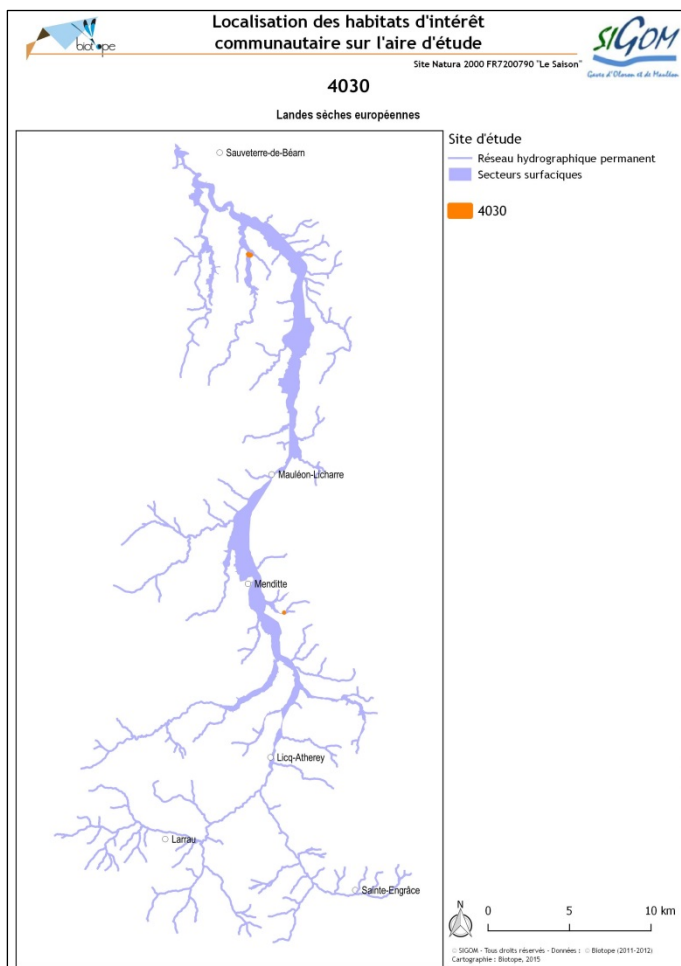 biotope
Localisation des habitats d'intérêt
communautaire sur l'aire d'étude
SIGOM
Gaves d'Oloron et de Mauléon
Site Natura 2000 FR7200790 "Le Saison"
4030
Landes sèches européennes
Site d'étude
Réseau hydrographique permanent
Secteurs surfaciques
4030
Sauveterre-de-Béarn
Mauléon-Licharre
Menditte
Licq-Atherey
Larrau
Sainte-Engrâce
N
0 5 10 km
© SIGOM - Tous droits réservés - Données : © Biotope (2011-2012)
Cartographie : Biotope, 2015